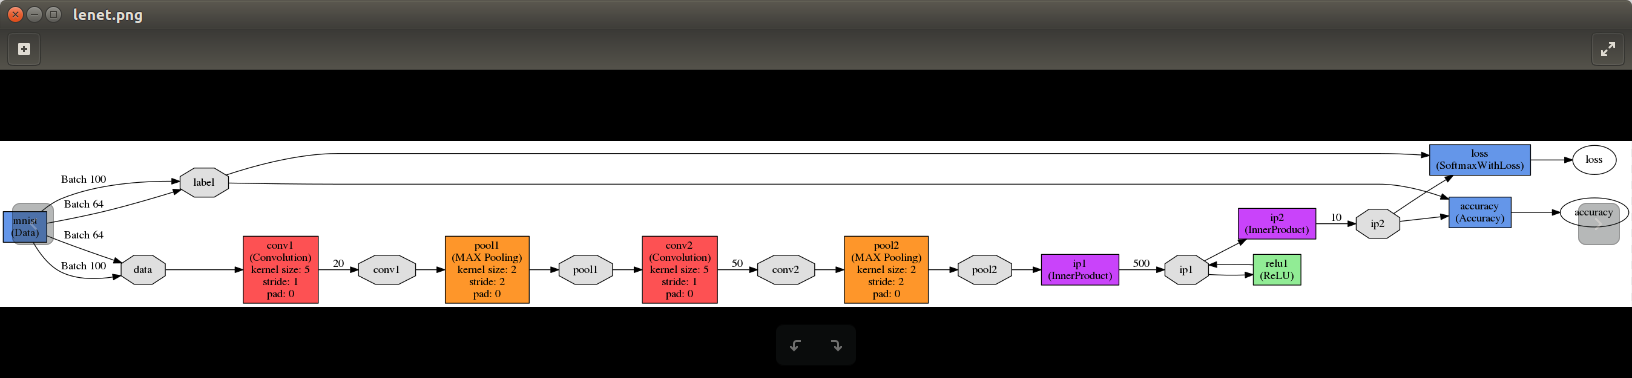 lenet.png
Batch 100
Batch 64
Batch 64
Batch 100
mnist
(Data)
label
data
conv1
(Convolution)
kernel size: 5
stride: 1
pad: 0
20
conv1
pool1
(MAX Pooling)
kernel size: 2
stride: 2
pad: 0
pool1
conv2
(Convolution)
kernel size: 5
stride: 1
pad: 0
50
conv2
pool2
(MAX Pooling)
kernel size: 2
stride: 2
pad: 0
pool2
ip1
(InnerProduct)
500
ip1
relu1
(ReLU)
ip2
(InnerProduct)
10
ip2
loss
(SoftmaxWithLoss)
loss
accuracy
(Accuracy)
accuracy